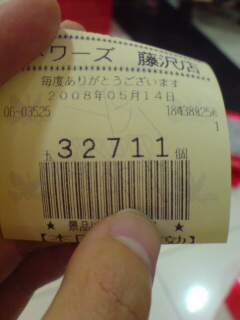 ワーズ 藤沢店
毎度ありがとうございます
2008年05月14日
00-03525 18時38分25秒
1
玉 32711個
★ 景品 ★